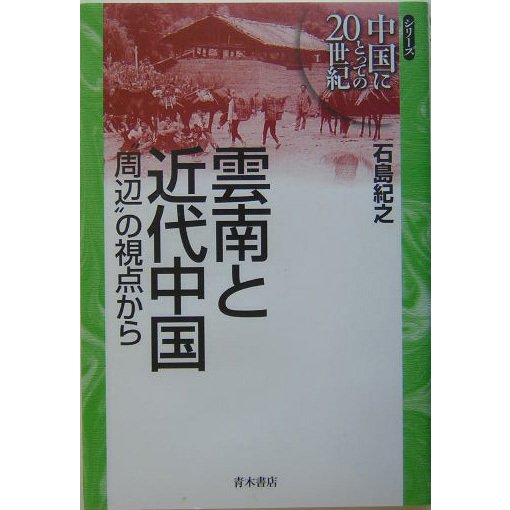 シリーズ
中国に
とっての
20世紀
石島紀之
雲南と
近代中国
"周辺"の視点から
青木書店